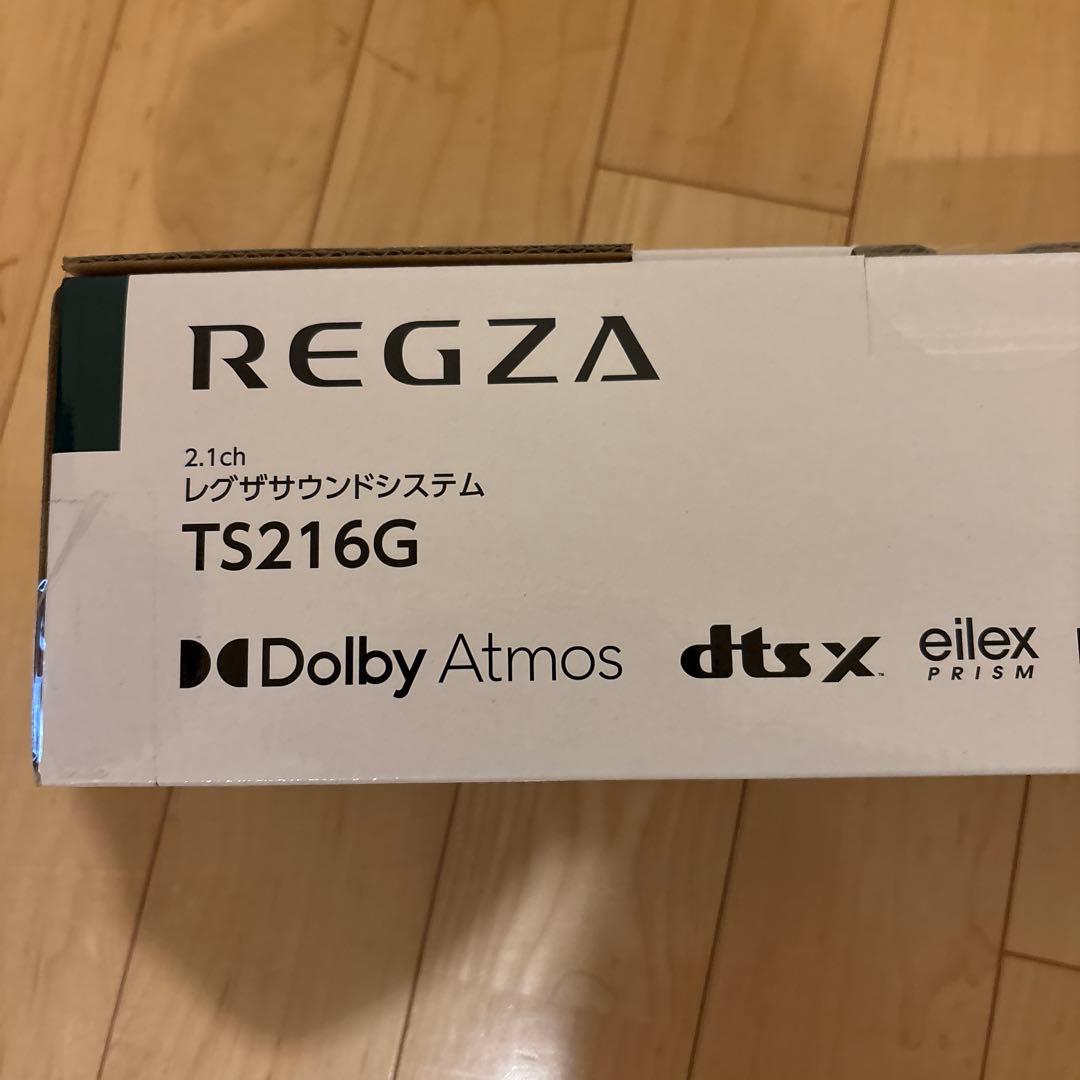 REGZA
2.1ch
レグザサウンドシステム
TS216G
Dolby Atmos dts X™ eilex PRISM